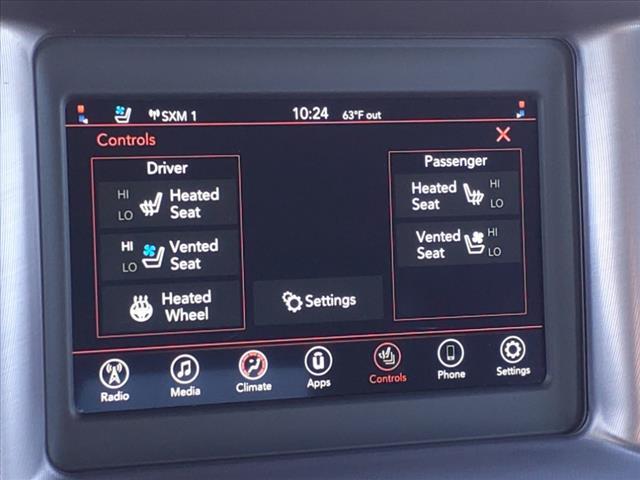 SXM 1 10:24 63°F out
Controls X
Driver
HI
LO
Heated
Seat
HI
LO
Vented
Seat
Heated
Wheel
Settings
Passenger
Heated
Seat
HI
LO
Vented
Seat
HI
LO
Radio Media Climate Apps Controls Phone Settings